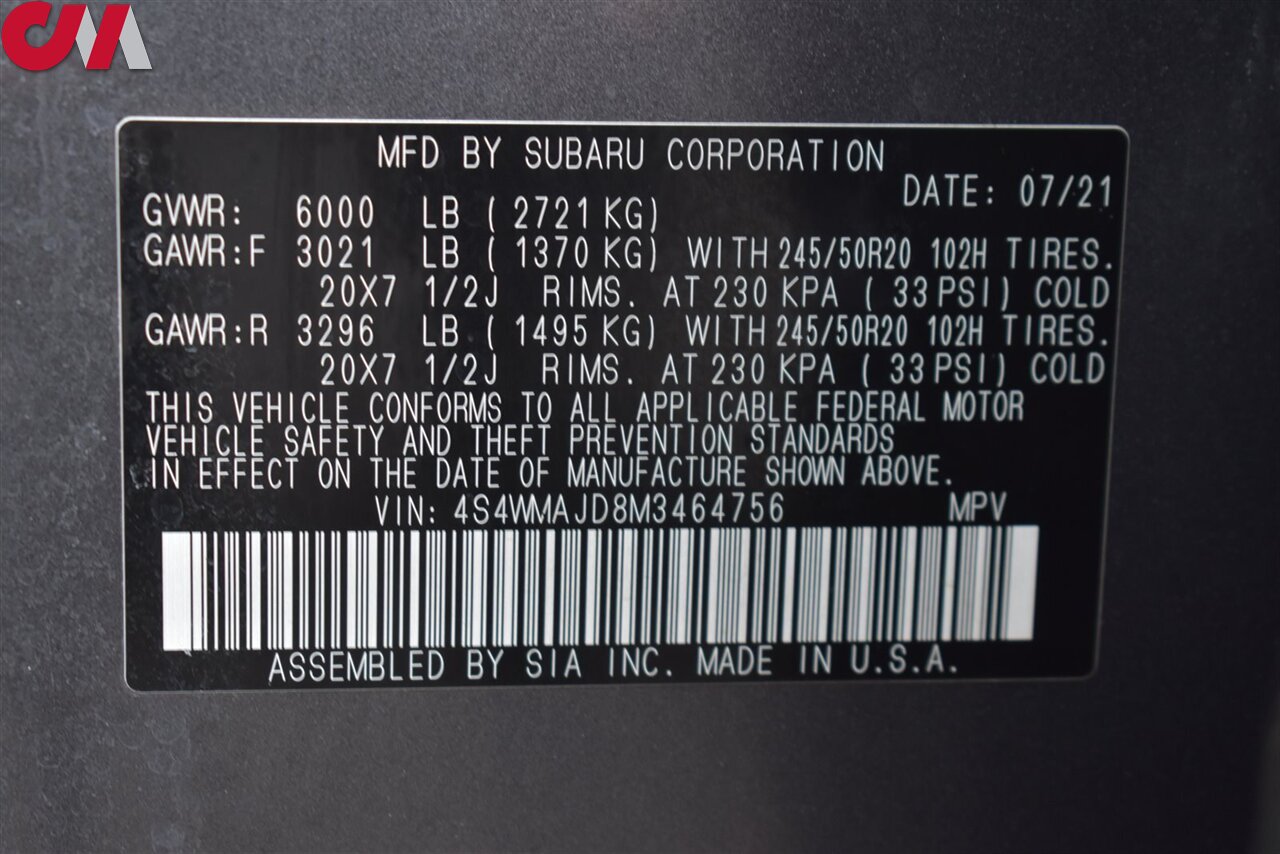 CM
MFD BY SUBARU CORPORATION
DATE: 07/21
GVWR: 6000 LB ( 2721 KG)
GAWR:F 3021 LB ( 1370 KG) WITH 245/50R20 102H TIRES.
20X7 1/2J RIMS. AT 230 KPA ( 33 PSI) COLD
GAWR:R 3296 LB ( 1495 KG) WITH 245/50R20 102H TIRES.
20X7 1/2J RIMS. AT 230 KPA ( 33 PSI) COLD
THIS VEHICLE CONFORMS TO ALL APPLICABLE FEDERAL MOTOR
VEHICLE SAFETY AND THEFT PREVENTION STANDARDS
IN EFFECT ON THE DATE OF MANUFACTURE SHOWN ABOVE.
VIN: 4S4WMAJD8M3464756 MPV
ASSEMBLED BY SIA INC. MADE IN U.S.A.